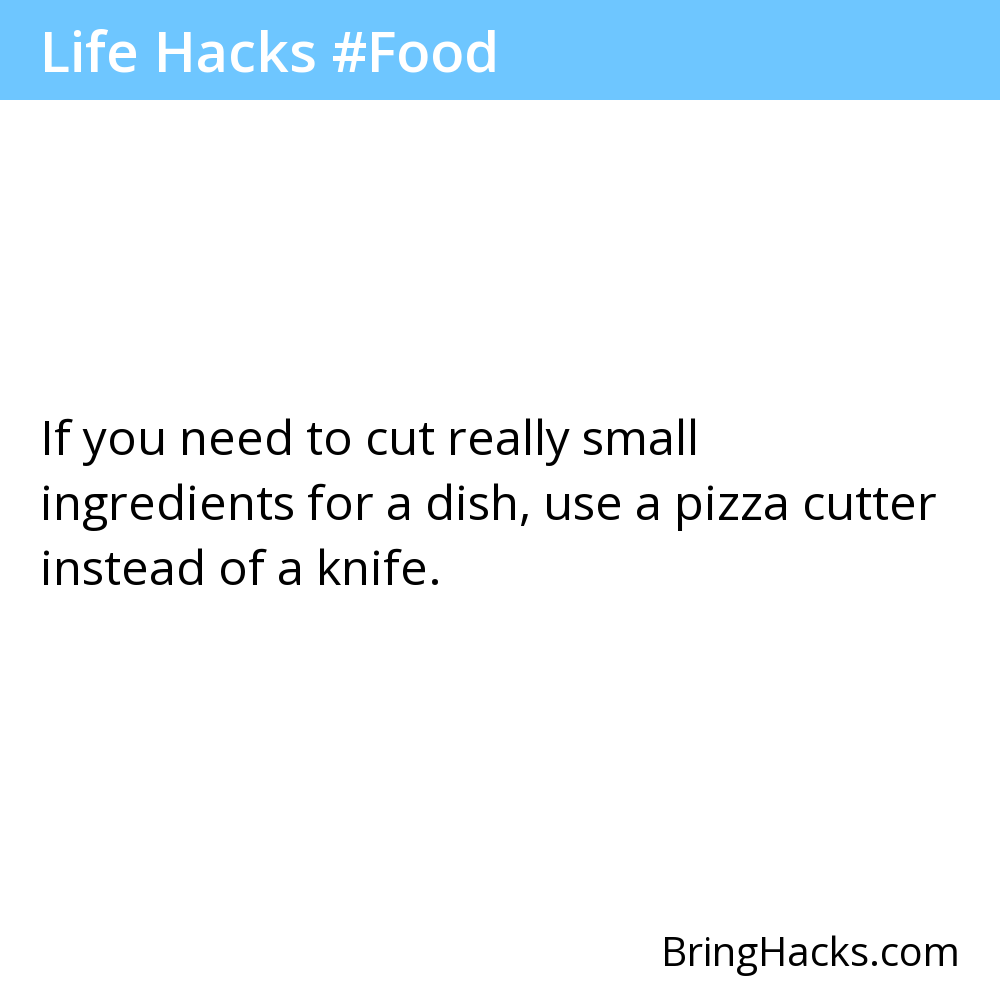 Life Hacks #Food
If you need to cut really small
ingredients for a dish, use a pizza cutter
instead of a knife.
BringHacks.com